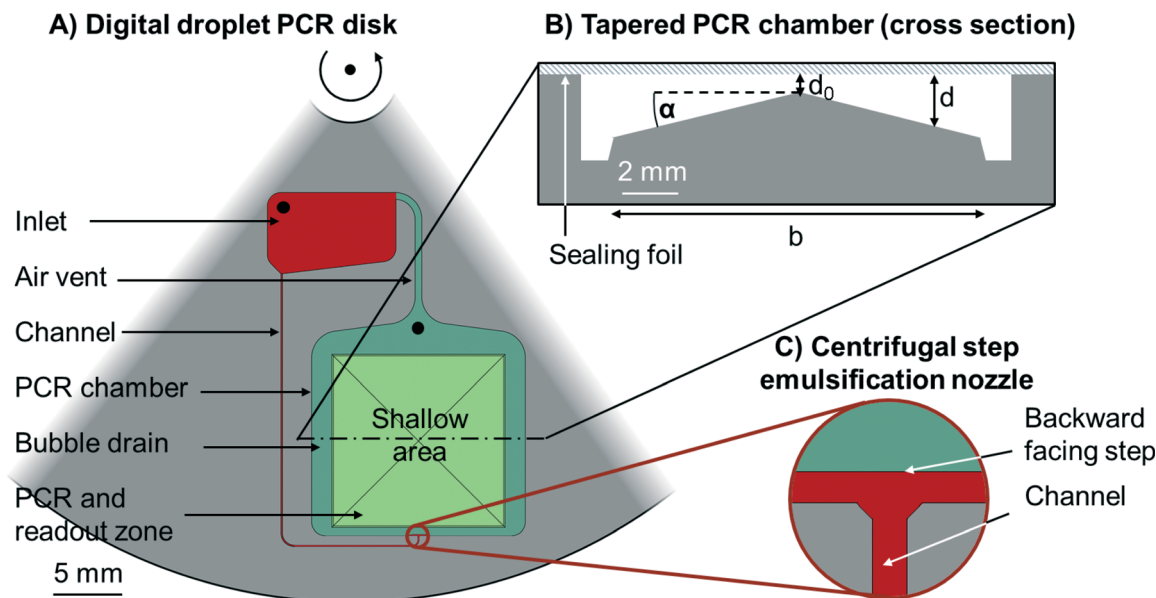 A) Digital droplet PCR disk
B) Tapered PCR chamber (cross section)
d₀
d
α
2 mm
b
Sealing foil
Inlet
Air vent
Channel
PCR chamber
Bubble drain
PCR and
readout zone
5 mm
Shallow
area
C) Centrifugal step
emulsification nozzle
Backward
facing step
Channel